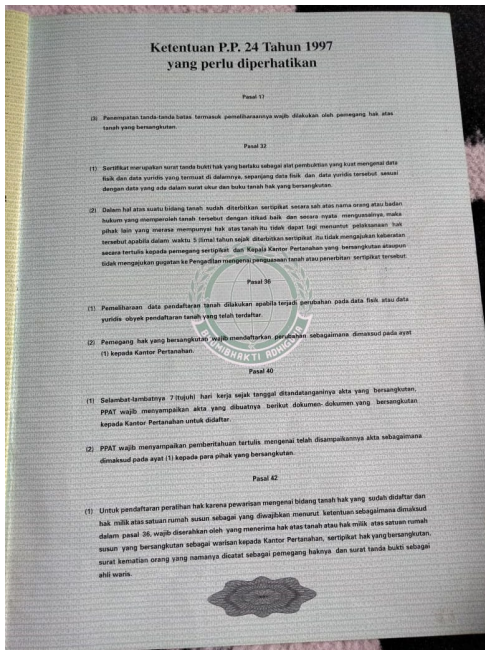 Ketentuan P.P. 24 Tahun 1997
yang perlu diperhatikan
Pasal 17
(3) Penempatan tanda-tanda batas termasuk pemeliharaannya wajib dilakukan oleh pemegang hak atas
tanah yang bersangkutan.
Pasal 32
(1) Sertifikat merupakan surat tanda bukti hak yang berlaku sebagai alat pembuktian yang kuat mengenai data
fisik dan data yuridis yang termuat di dalamnya, sepanjang data fisik dan data yuridis tersebut sesuai
dengan data yang ada dalam surat ukur dan buku tanah hak yang bersangkutan.
(2) Dalam hal atas suatu bidang tanah sudah diterbitkan sertipikat secara sah atas nama orang atau badan
hukum yang memperoleh tanah tersebut dengan itikad baik dan secara nyata menguasainya, maka
pihak lain yang merasa mempunyai hak atas tanah itu tidak dapat lagi menuntut pelaksanaan hak
tersebut apabila dalam waktu 5 (lima) tahun sejak diterbitkan sertipikat itu tidak mengajukan keberatan
secara tertulis kepada pemegang sertipikat dan Kepala Kantor Pertanahan yang bersangkutan ataupun
tidak mengajukan gugatan ke Pengadilan mengenai penguasaan tanah atau penerbitan sertipikat tersebut.
Pasal 36
(1) Pemeliharaan data pendaftaran tanah dilakukan apabila terjadi perubahan pada data fisik atau data
yuridis obyek pendaftaran tanah yang telah terdaftar.
(2) Pemegang hak yang bersangkutan wajib mendaftarkan perubahan sebagaimana dimaksud pada ayat
(1) kepada Kantor Pertanahan.
BHUMIBHAKTI ADHIGUNA
Pasal 40
(1) Selambat-lambatnya 7 (tujuh) hari kerja sejak tanggal ditandatanganinya akta yang bersangkutan,
PPAT wajib menyampaikan akta yang dibuatnya berikut dokumen- dokumen yang bersangkutan
kepada Kantor Pertanahan untuk didaftar.
(2) PPAT wajib menyampaikan pemberitahuan tertulis mengenai telah disampaikannya akta sebagaimana
dimaksud pada ayat (1) kepada para pihak yang bersangkutan.
Pasal 42
(1) Untuk pendaftaran peralihan hak karena pewarisan mengenai bidang tanah hak yang sudah didaftar dan
hak milik atas satuan rumah susun sebagai yang diwajibkan menurut ketentuan sebagaimana dimaksud
dalam pasal 36, wajib diserahkan oleh yang menerima hak atas tanah atau hak milik atas satuan rumah
susun yang bersangkutan sebagai warisan kepada Kantor Pertanahan, sertipikat hak yang bersangkutan,
surat kematian orang yang namanya dicatat sebagai pemegang haknya dan surat tanda bukti sebagai
ahli waris.